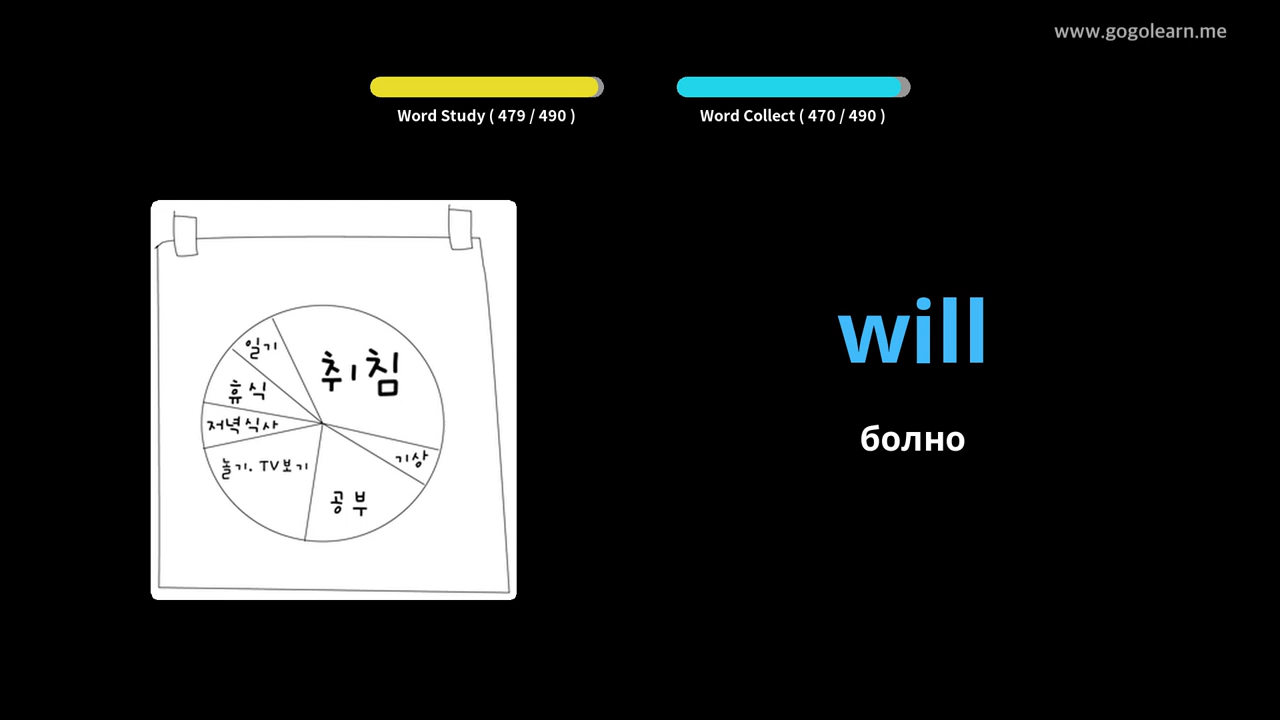 www.gogolearn.me
Word Study ( 479 / 490 )
Word Collect ( 470 / 490 )
일기
취침
휴식
저녁식사
놀기. TV보기
기상
공부
will
болно